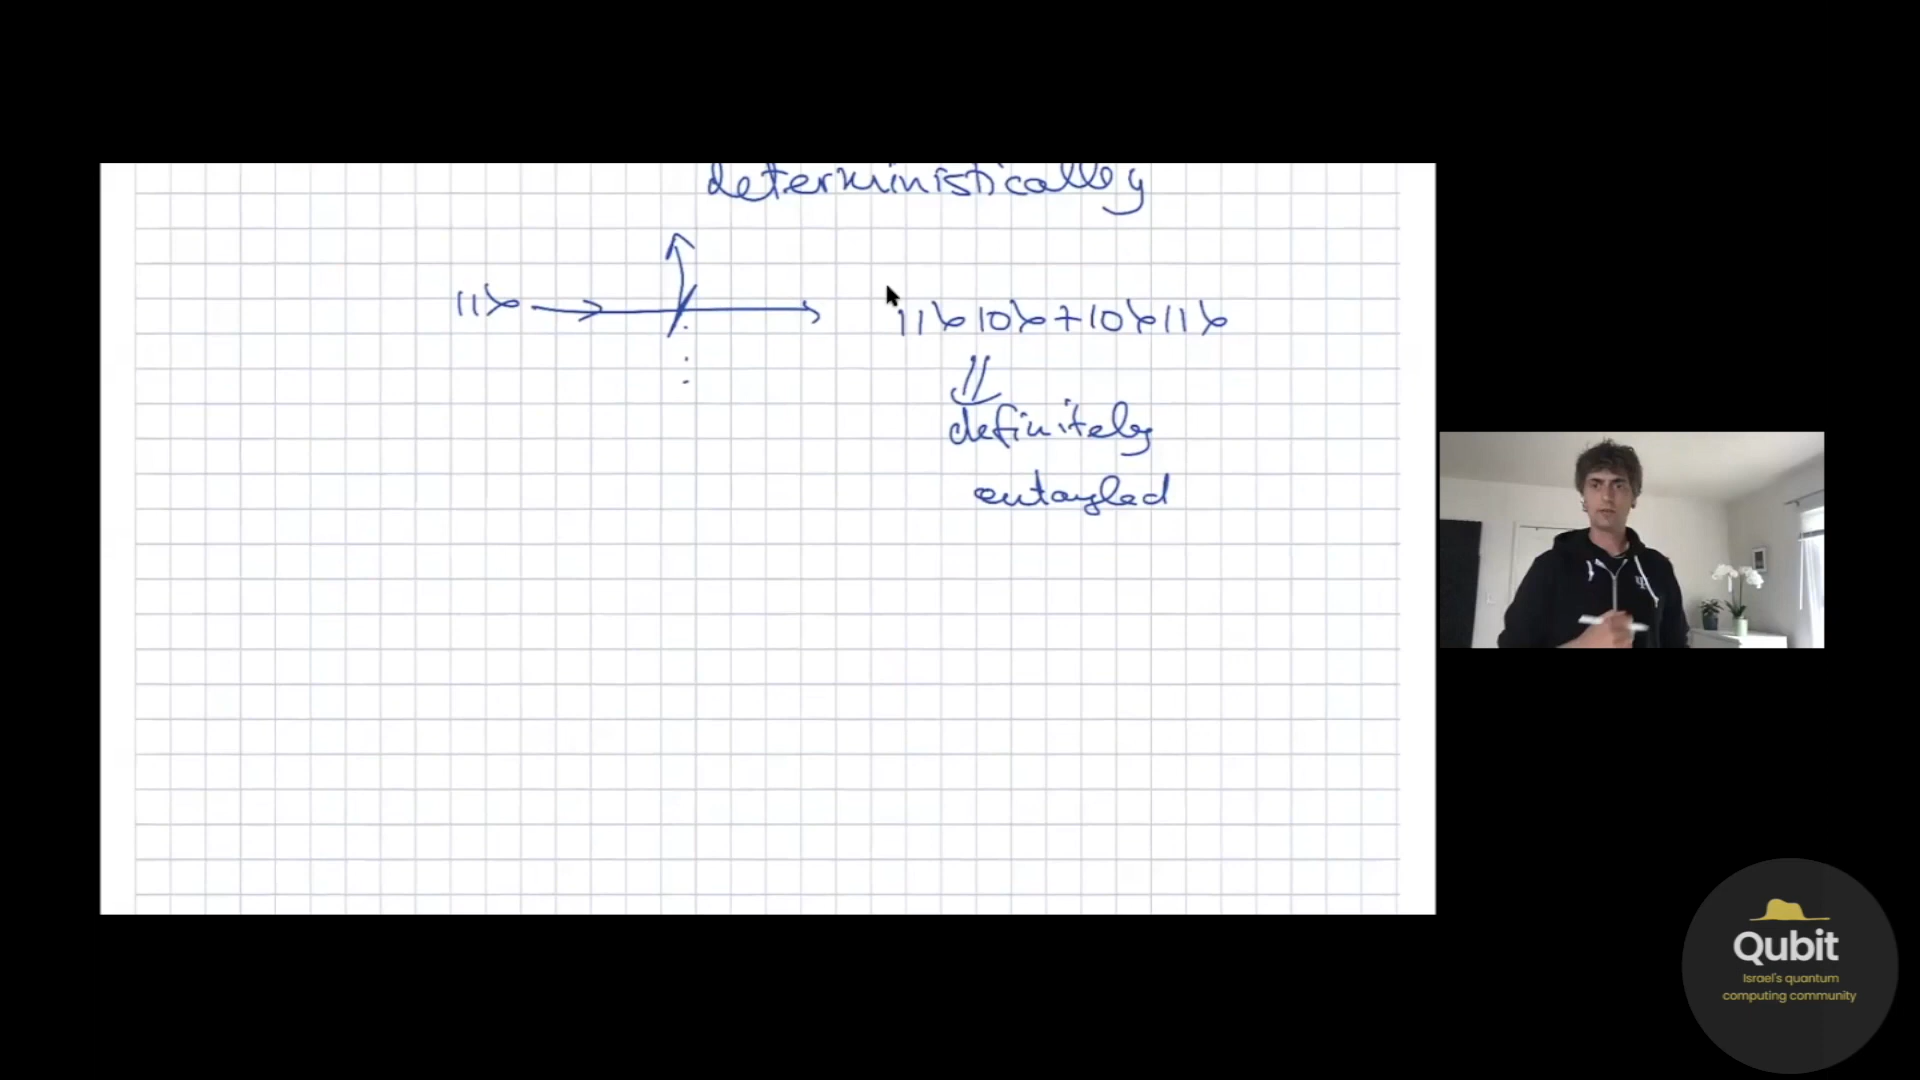 deterministically
|1> |1>|0>+|0>|1>
definitely
entangled
Qubit
Israel's quantum
computing community